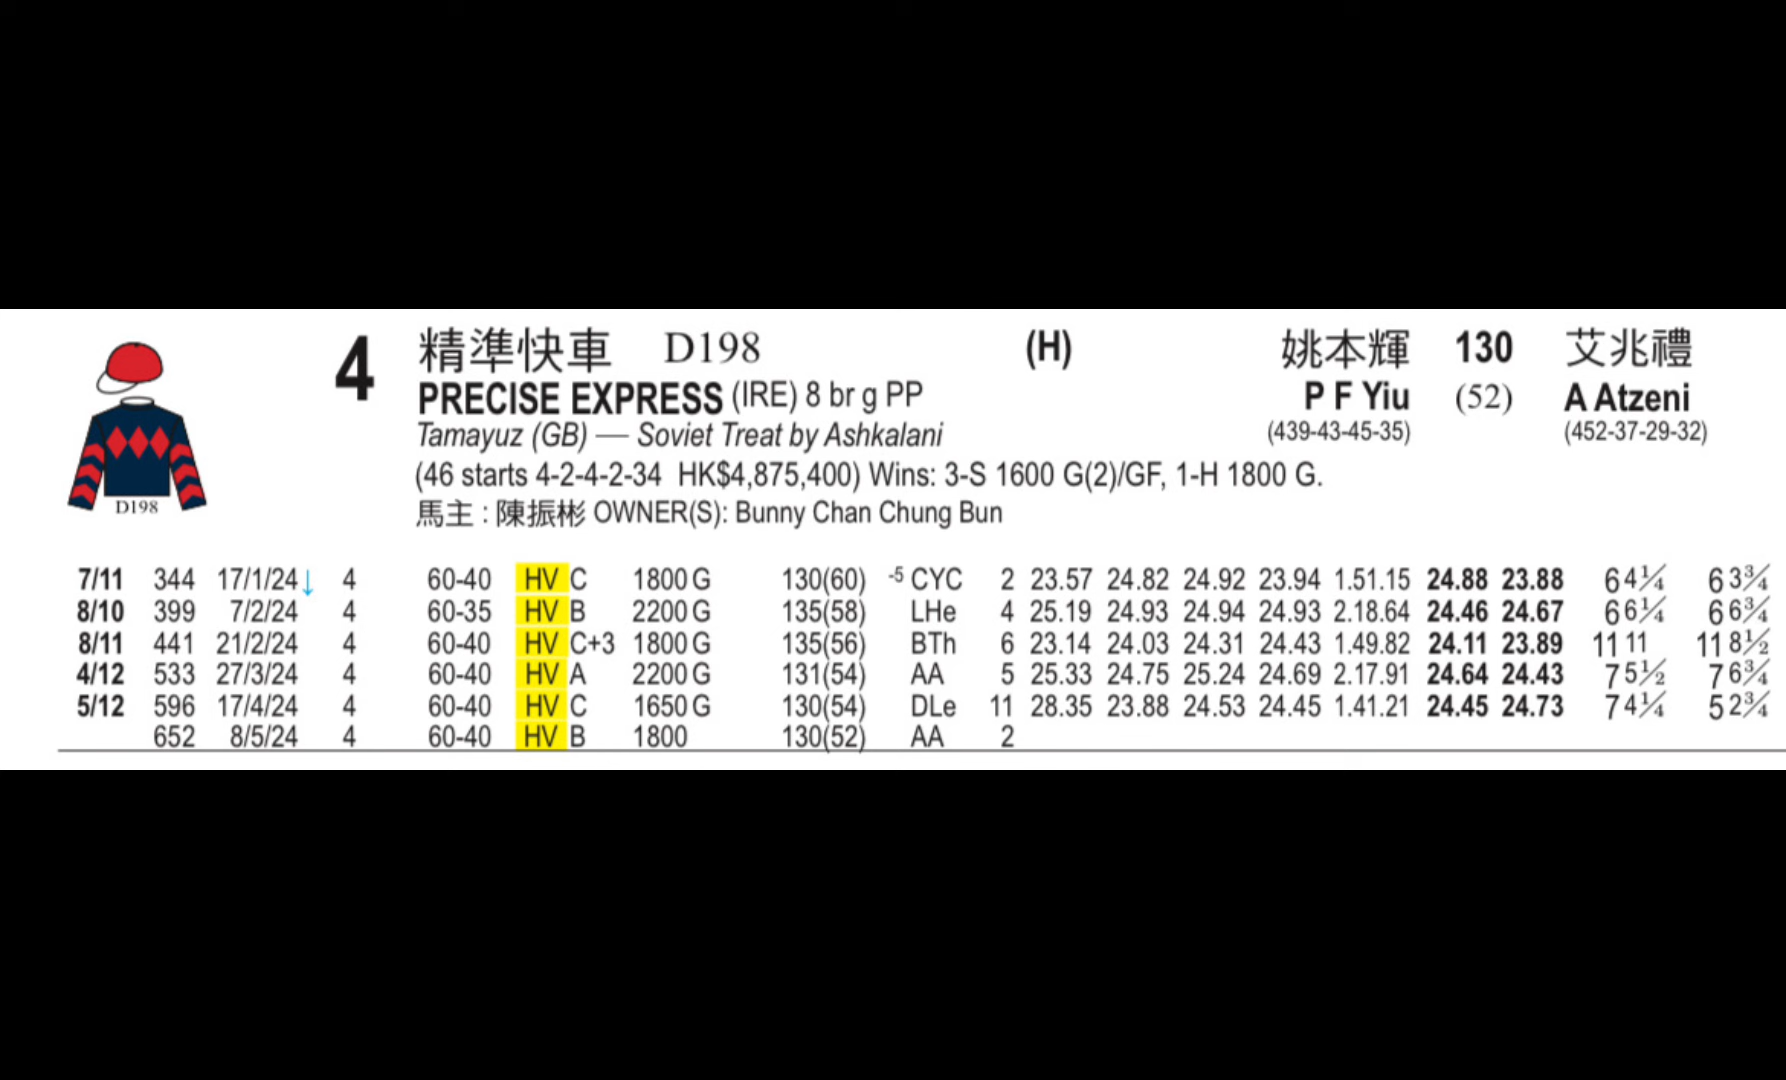 4 精準快車 D198 (H) 姚本輝 130 艾兆禮
PRECISE EXPRESS (IRE) 8 br g PP P F Yiu (52) A Atzeni
Tamayuz (GB) — Soviet Treat by Ashkalani (439-43-45-35) (452-37-29-32)
(46 starts 4-2-4-2-34 HK$4,875,400) Wins: 3-S 1600 G(2)/GF, 1-H 1800 G.
D198
馬主 : 陳振彬 OWNER(S): Bunny Chan Chung Bun
7/11 344 17/1/24↓ 4 60-40 HV C 1800 G 130(60) -5 CYC 2 23.57 24.82 24.92 23.94 1.51.15 24.88 23.88 6 4¼ 6 3¾
8/10 399 7/2/24 4 60-35 HV B 2200 G 135(58) LHe 4 25.19 24.93 24.94 24.93 2.18.64 24.46 24.67 6 6¼ 6 6¾
8/11 441 21/2/24 4 60-40 HV C+3 1800 G 135(56) BTh 6 23.14 24.03 24.31 24.43 1.49.82 24.11 23.89 11 11 11 8½
4/12 533 27/3/24 4 60-40 HV A 2200 G 131(54) AA 5 25.33 24.75 25.24 24.69 2.17.91 24.64 24.43 7 5½ 7 6¾
5/12 596 17/4/24 4 60-40 HV C 1650 G 130(54) DLe 11 28.35 23.88 24.53 24.45 1.41.21 24.45 24.73 7 4¼ 5 2¾
652 8/5/24 4 60-40 HV B 1800 130(52) AA 2